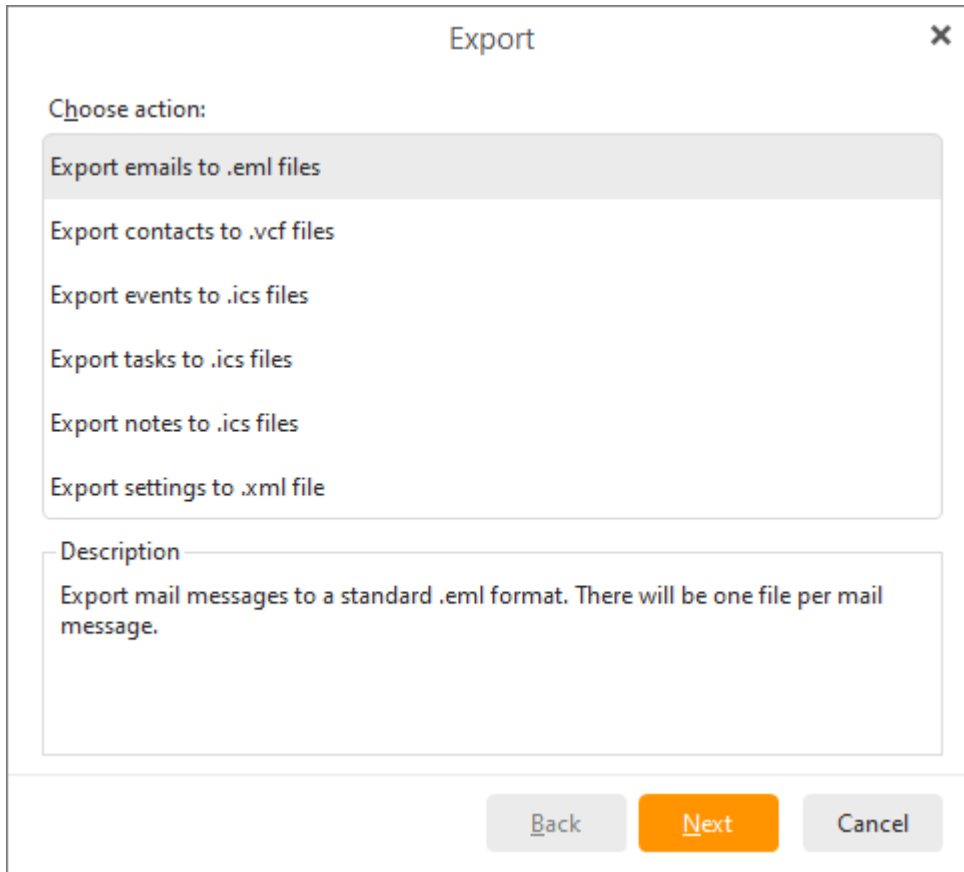 Export
Choose action:
Export emails to .eml files
Export contacts to .vcf files
Export events to .ics files
Export tasks to .ics files
Export notes to .ics files
Export settings to .xml file
Description
Export mail messages to a standard .eml format. There will be one file per mail
message.
Back
Next
Cancel